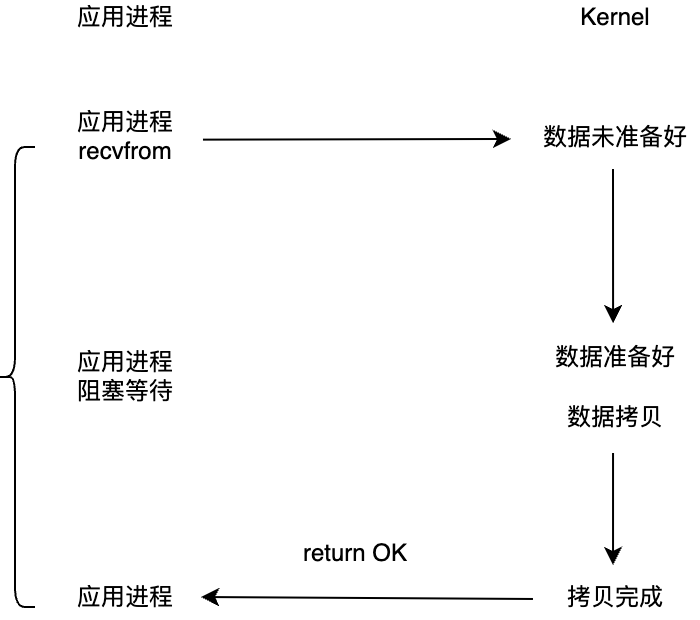 应用进程
Kernel
应用进程
recvfrom
数据未准备好
应用进程
阻塞等待
数据准备好
数据拷贝
return OK
应用进程
拷贝完成